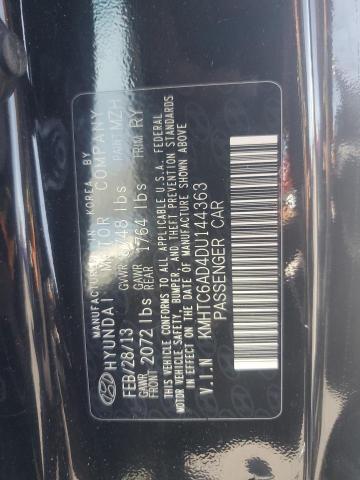 MANUFACTURED IN KOREA BY
HYUNDAI MOTOR COMPANY
FEB/28/13 GVWR 3748 lbs PAINT MZH
GAWR FRONT 2072 lbs GAWR REAR 1764 lbs TRIM RY
THIS VEHICLE CONFORMS TO ALL APPLICABLE U.S.A. FEDERAL
MOTOR VEHICLE SAFETY, BUMPER, AND THEFT PREVENTION STANDARDS
IN EFFECT ON THE DATE OF MANUFACTURE SHOWN ABOVE
V.I.N KMHTC6AD4DU144363
PASSENGER CAR